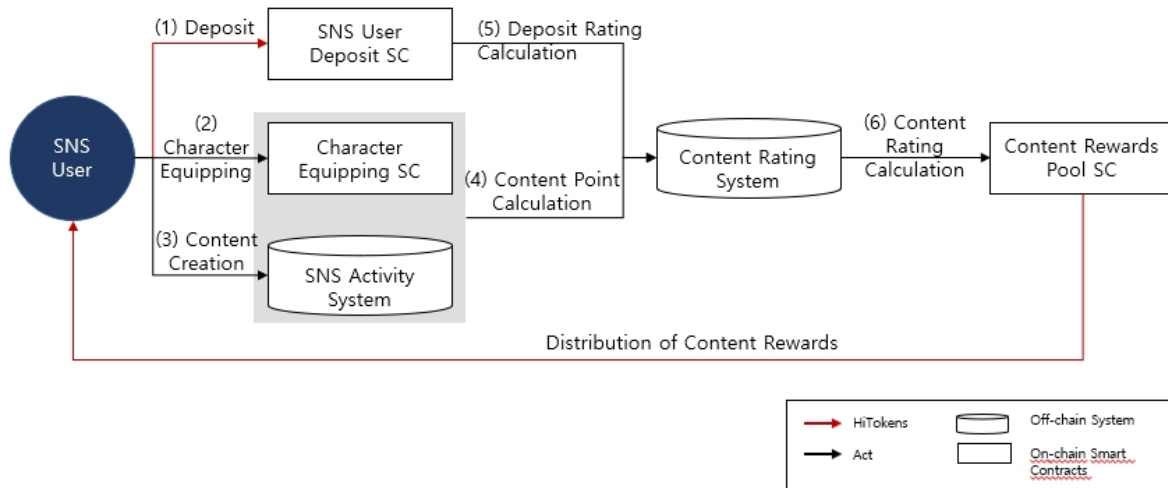 (1) Deposit
SNS User
Deposit SC
(5) Deposit Rating
Calculation
SNS
User
(2)
Character
Equipping
Character
Equipping SC
(4) Content Point
Calculation
Content Rating
System
(6) Content
Rating
Calculation
Content Rewards
Pool SC
(3) Content
Creation
SNS Activity
System
Distribution of Content Rewards
HiTokens
Off-chain System
Act
On-chain Smart
Contracts